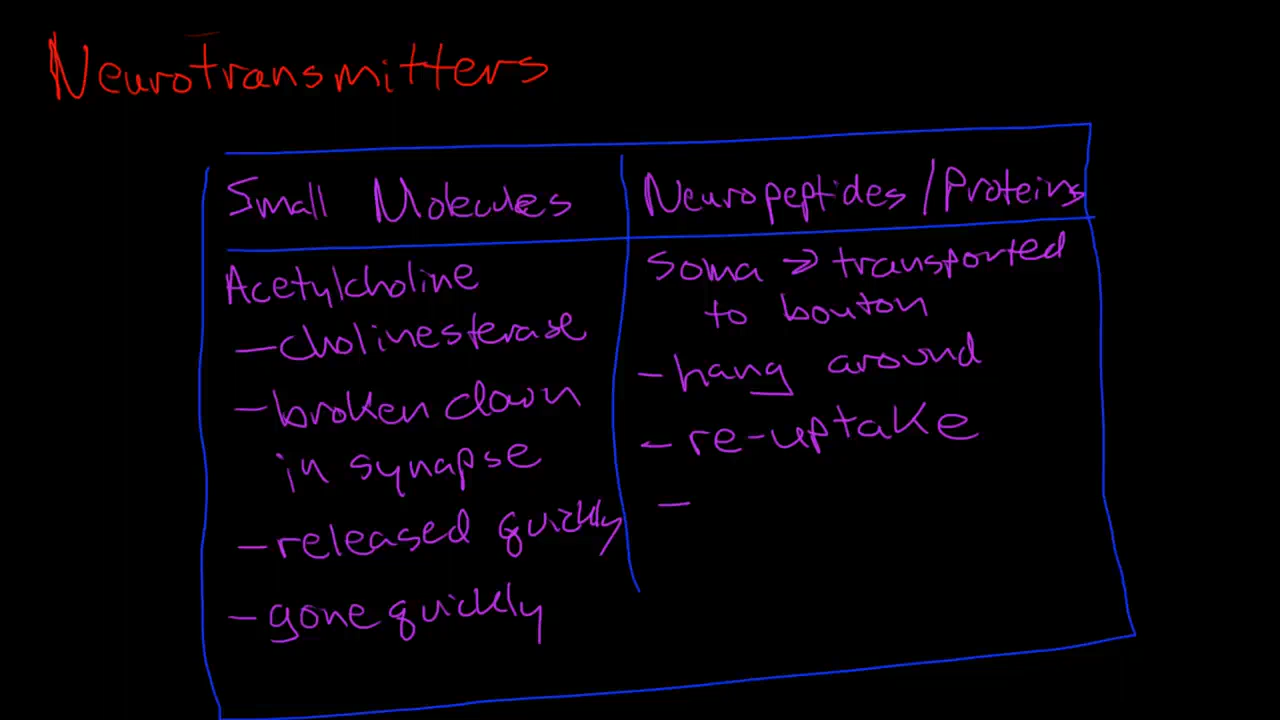 Neurotransmitters
Small Molecules
Acetylcholine
- cholinesterase
- broken down
in synapse
- released quickly
- gone quickly
Neuropeptides / Proteins
Soma > transported
to bouton
- hang around
- re-uptake
-